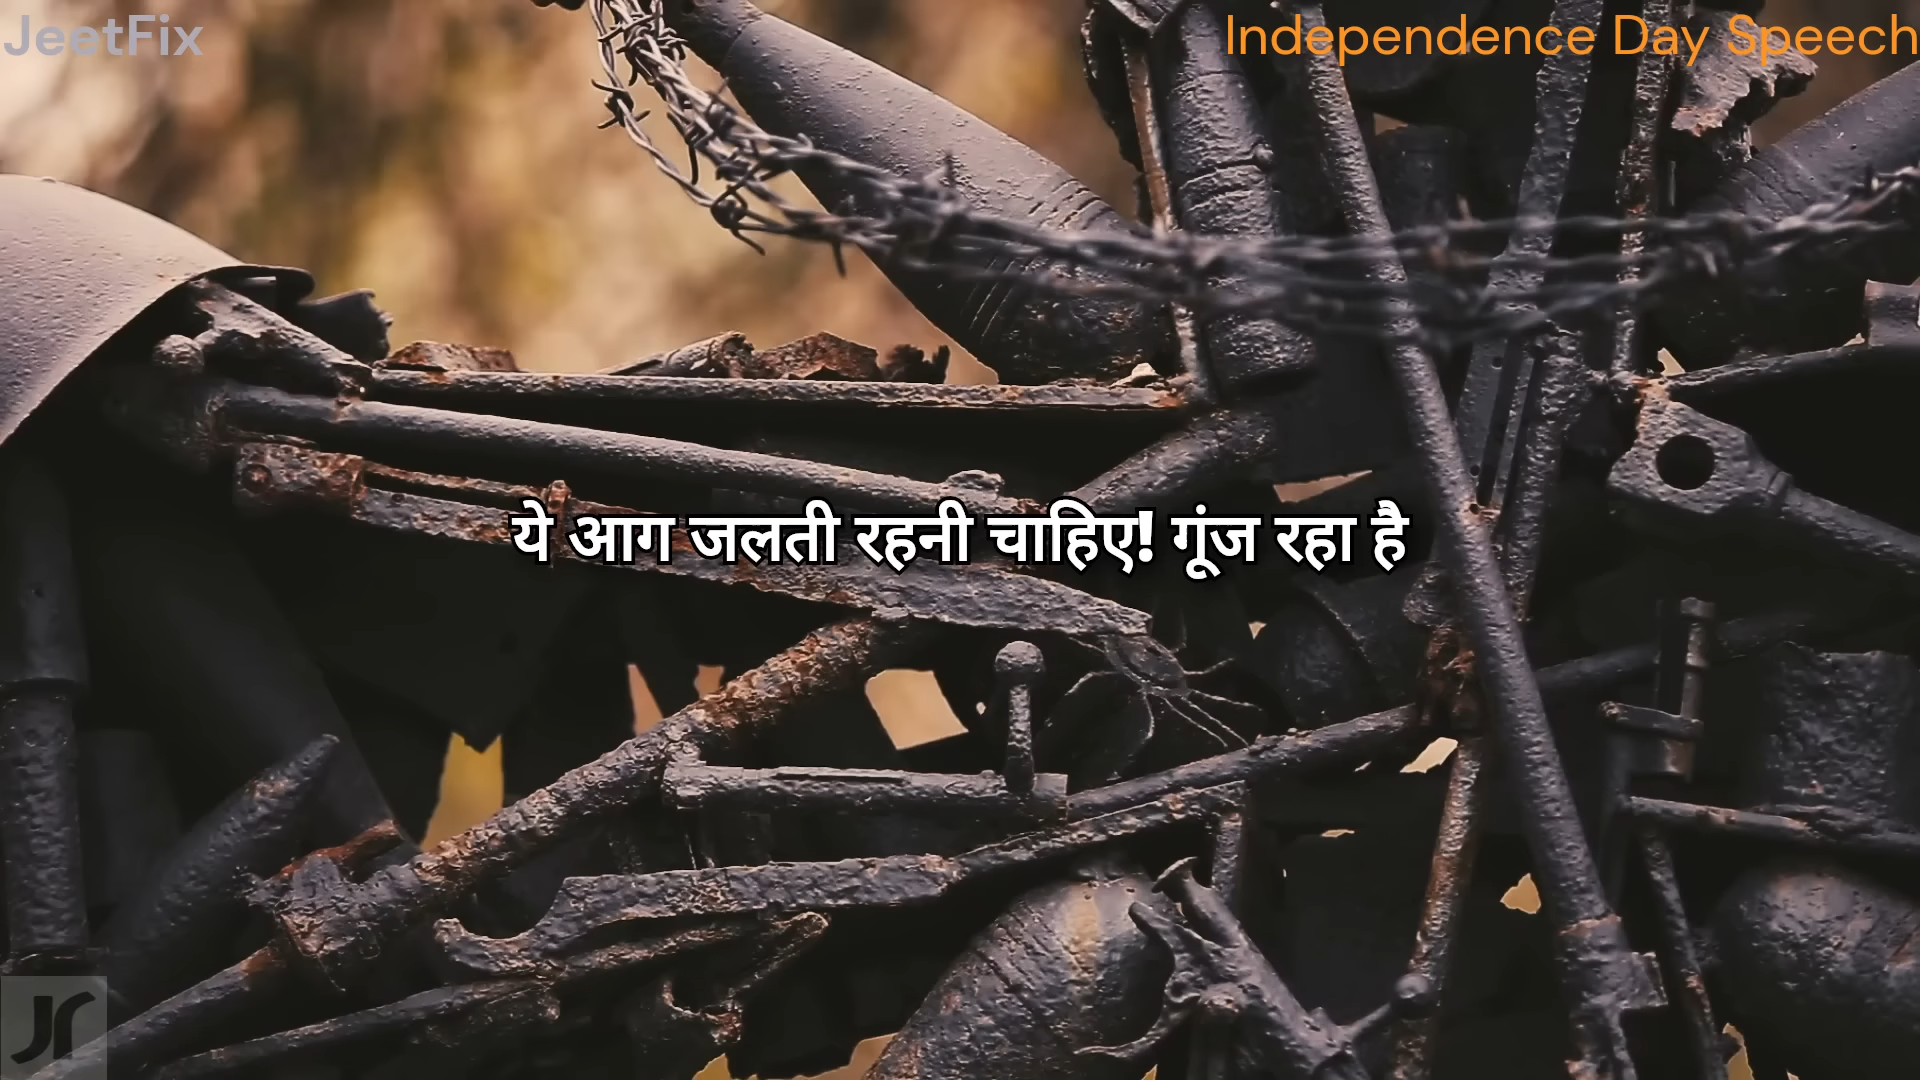 JeetFix
Independence Day Speech
ये आग जलती रहनी चाहिए! गूंज रहा है